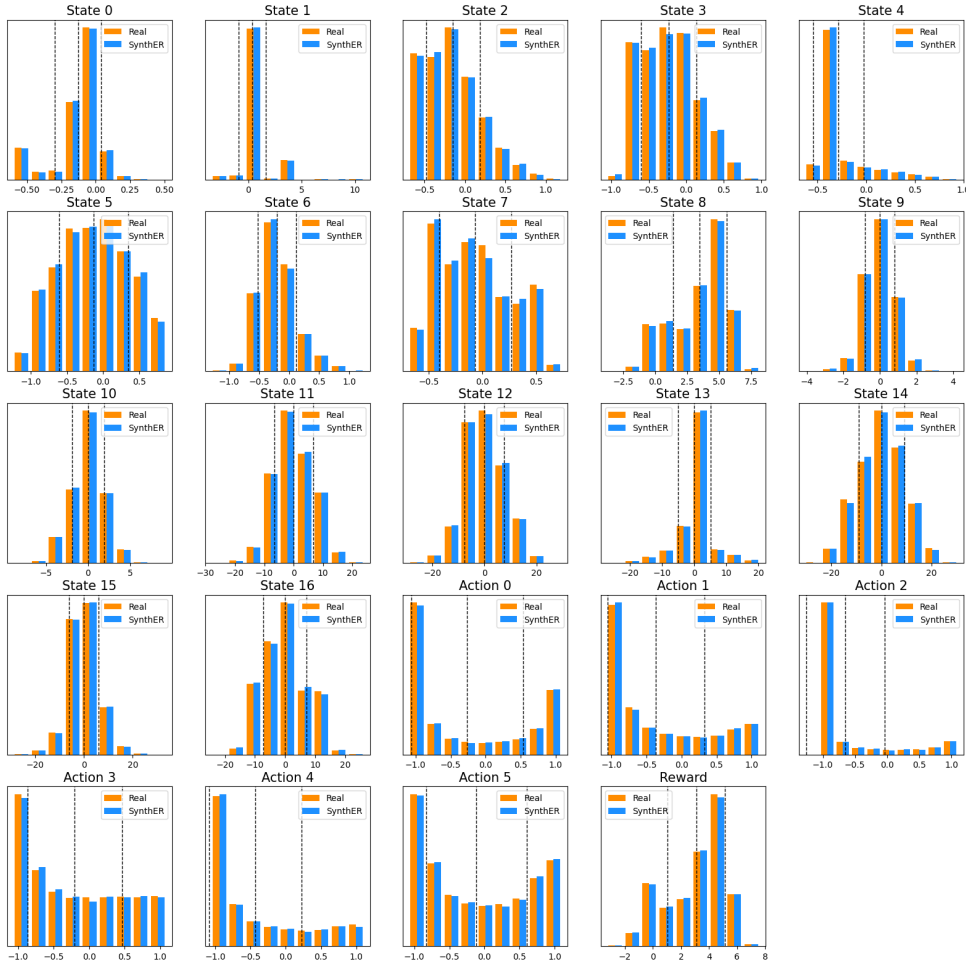 State 0 State 1 State 2 State 3 State 4
Real Real Real Real Real
SynthER SynthER SynthER SynthER SynthER
−0.50 −0.25 0.00 0.25 0.50 0 5 10 −0.5 0.0 0.5 1.0 −1.0 −0.5 0.0 0.5 1.0 −0.5 0.0 0.5 1.0
State 5 State 6 State 7 State 8 State 9
Real Real Real Real Real
SynthER SynthER SynthER SynthER SynthER
−1.0 −0.5 0.0 0.5 −1.0 −0.5 0.0 0.5 1.0 −0.5 0.0 0.5 −2.5 0.0 2.5 5.0 7.5 −4 −2 0 2 4
State 10 State 11 State 12 State 13 State 14
Real Real Real Real Real
SynthER SynthER SynthER SynthER SynthER
−5 0 5 −30 −20 −10 0 10 20 −20 −10 0 10 20 −20 −10 0 10 20 −20 0 20
State 15 State 16 Action 0 Action 1 Action 2
Real Real Real Real Real
SynthER SynthER SynthER SynthER SynthER
−20 0 20 −20 −10 0 10 20 −1.0 −0.5 0.0 0.5 1.0 −1.0 −0.5 0.0 0.5 1.0 −1.0 −0.5 0.0 0.5 1.0
Action 3 Action 4 Action 5 Reward
Real Real Real Real
SynthER SynthER SynthER SynthER
−1.0 −0.5 0.0 0.5 1.0 −1.0 −0.5 0.0 0.5 1.0 −1.0 −0.5 0.0 0.5 1.0 −2 0 2 4 6 8